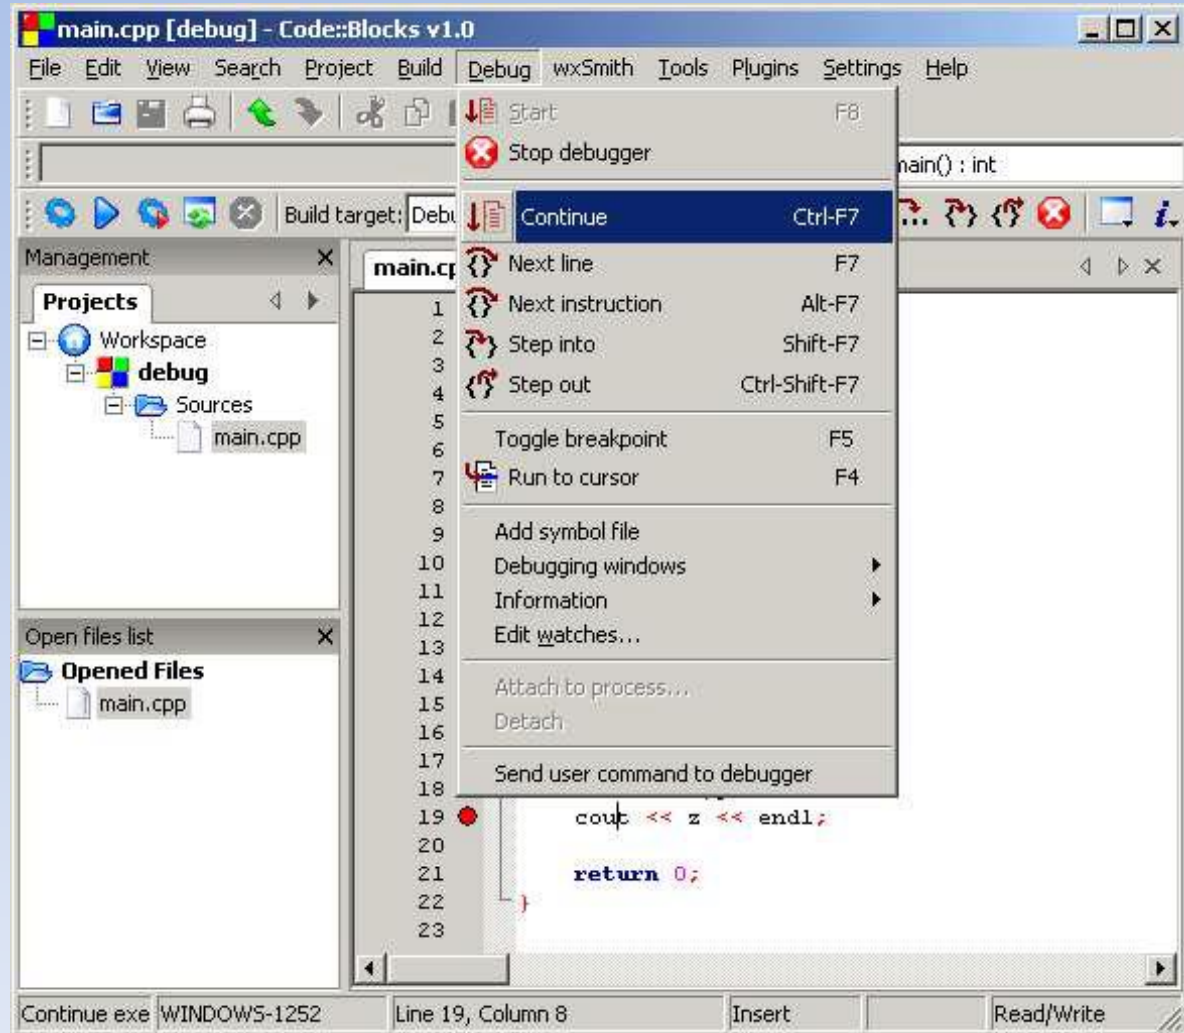 main.cpp [debug] - Code::Blocks v1.0
File Edit View Search Project Build Debug wxSmith Tools Plugins Settings Help
Start F8
Stop debugger
main() : int
Build target: Debu
Continue Ctrl-F7
Management
main.cp
Next line F7
Projects
Next instruction Alt-F7
Workspace
Step into Shift-F7
debug
Step out Ctrl-Shift-F7
Sources
main.cpp
Toggle breakpoint F5
Run to cursor F4
Add symbol file
Debugging windows
Information
Edit watches...
Attach to process...
Detach
Send user command to debugger
Open files list
Opened Files
main.cpp
1
2
3
4
5
6
7
8
9
10
11
12
13
14
15
16
17
18
19 cout << z << endl;
20
21 return 0;
22 }
23
Continue exe WINDOWS-1252 Line 19, Column 8 Insert Read/Write